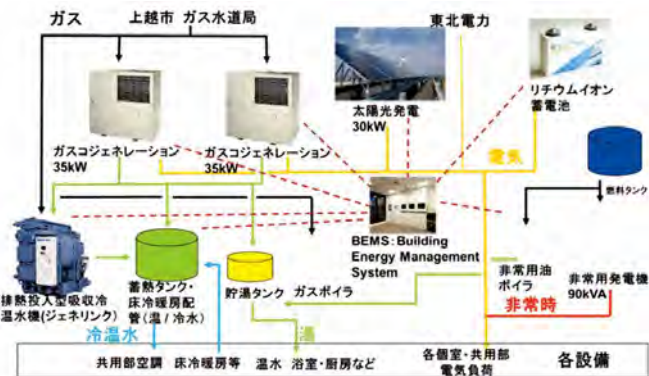 ガス 上越市 ガス水道局 東北電力
太陽光発電
30kW
リチウムイオン
蓄電池
ガスコジェネレーション
35kW
ガスコジェネレーション
35kW
電気
燃料タンク
BEMS：Building
Energy Management
System
排熱投入型吸収冷
温水機(ジェネリンク)
蓄熱タンク・
床冷暖房配
管(温/冷水)
貯湯タンク
ガスボイラ
非常用油
ボイラ
非常用発電機
90kVA
非常時
冷温水
湯
共用部空調 床冷暖房等 温水 浴室・厨房など
各個室・共用部
電気負荷
各設備